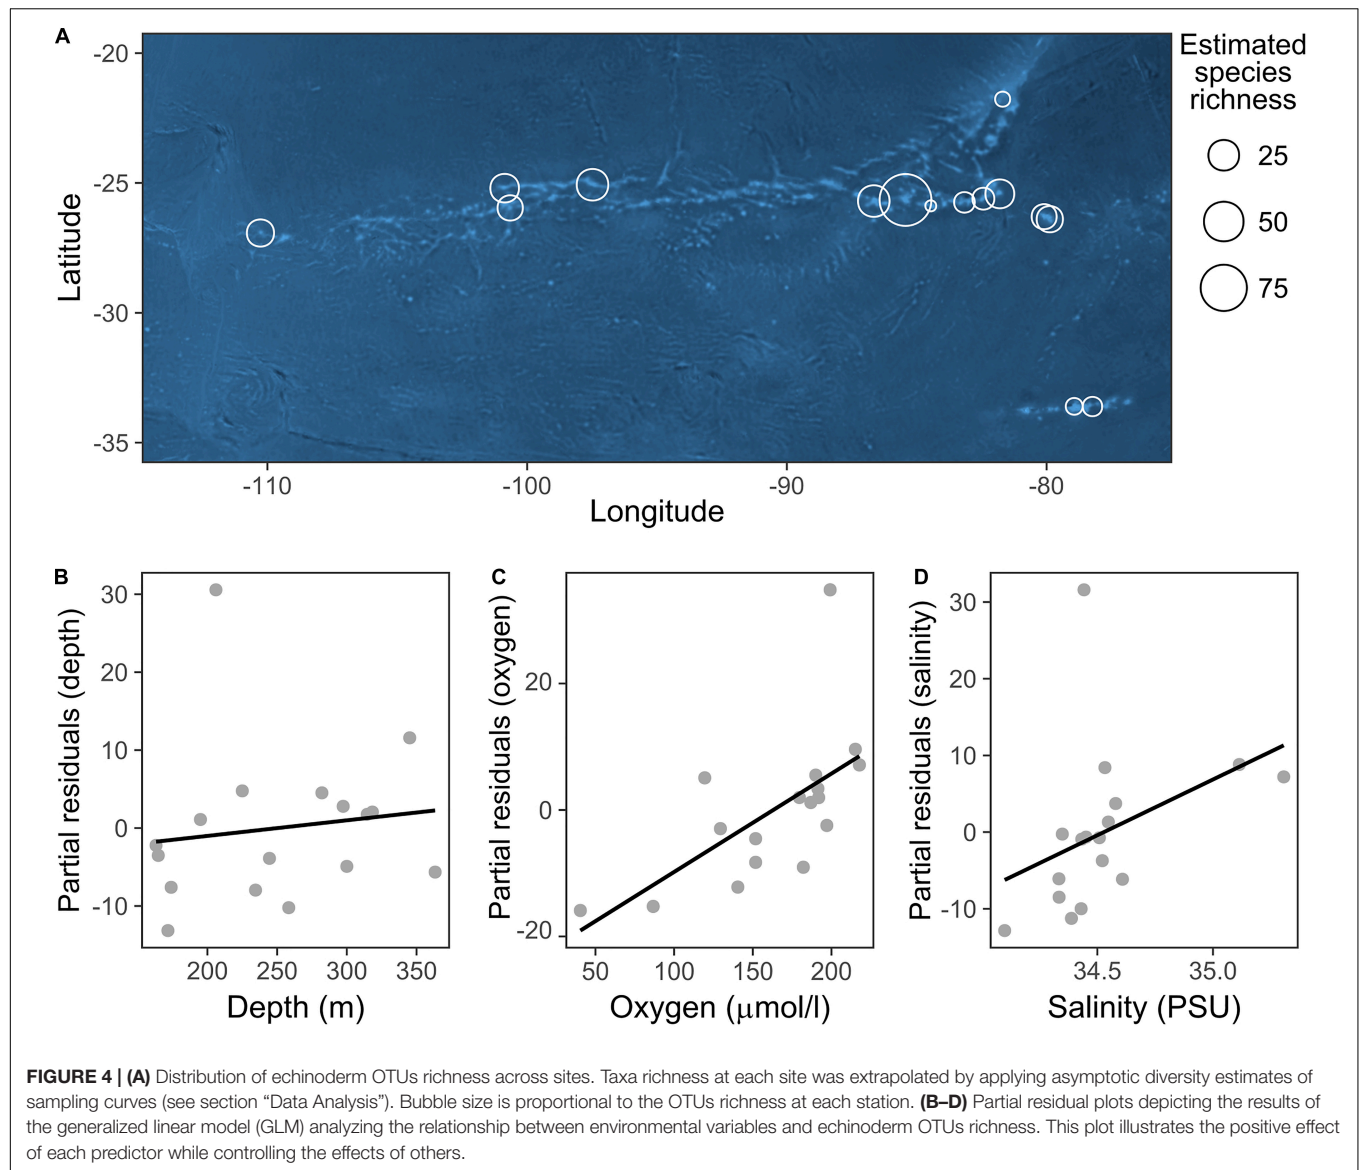 A
Estimated
species
richness
25
50
75
-20
-25
-30
-35
Latitude
-110
-100
-90
-80
Longitude
B
30
20
10
0
-10
Partial residuals (depth)
200
250
300
350
Depth (m)
C
20
0
-20
Partial residuals (oxygen)
50
100
150
200
Oxygen (μmol/l)
D
30
20
10
0
-10
Partial residuals (salinity)
34.5
35.0
Salinity (PSU)
FIGURE 4 | (A) Distribution of echinoderm OTUs richness across sites. Taxa richness at each site was extrapolated by applying asymptotic diversity estimates of
sampling curves (see section “Data Analysis”). Bubble size is proportional to the OTUs richness at each station. (B–D) Partial residual plots depicting the results of
the generalized linear model (GLM) analyzing the relationship between environmental variables and echinoderm OTUs richness. This plot illustrates the positive effect
of each predictor while controlling the effects of others.